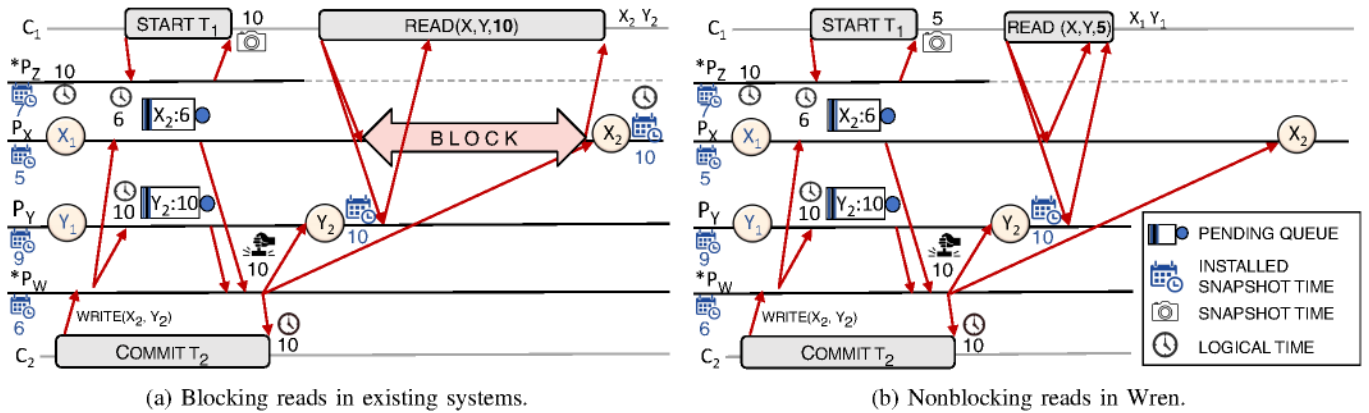 C1 START T1 10 READ(X,Y,10) X2 Y2
*PZ 10
7 6 X2:6
PX X1 BLOCK X2
5 10
PY 10 Y2:10
Y1 Y2 10
9 10
*PW
6 WRITE(X2, Y2) 10
C2 COMMIT T2
(a) Blocking reads in existing systems.
C1 START T1 5 READ (X,Y,5) X1 Y1
*PZ 10
7 6 X2:6
PX X1 X2
5
PY 10 Y2:10
Y1 Y2 10
9 10
*PW
6 WRITE(X2, Y2) 10
C2 COMMIT T2
PENDING QUEUE
INSTALLED
SNAPSHOT TIME
SNAPSHOT TIME
LOGICAL TIME
(b) Nonblocking reads in Wren.